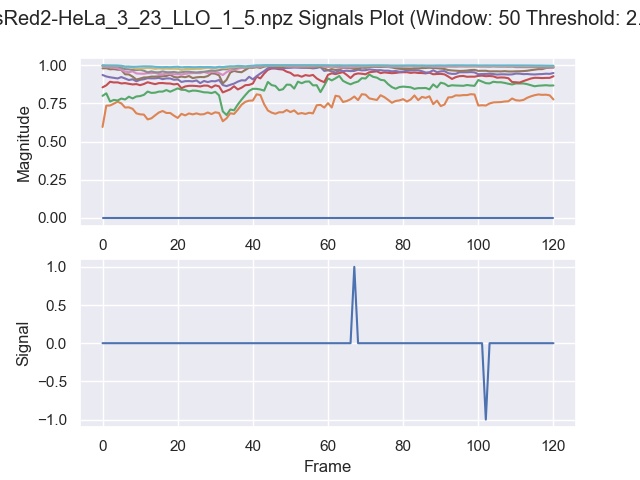 sRed2-HeLa_3_23_LLO_1_5.npz Signals Plot (Window: 50 Threshold: 2.
1.00
0.75
0.50
0.25
0.00
Magnitude
0 20 40 60 80 100 120
1.0
0.5
0.0
−0.5
−1.0
Signal
0 20 40 60 80 100 120
Frame